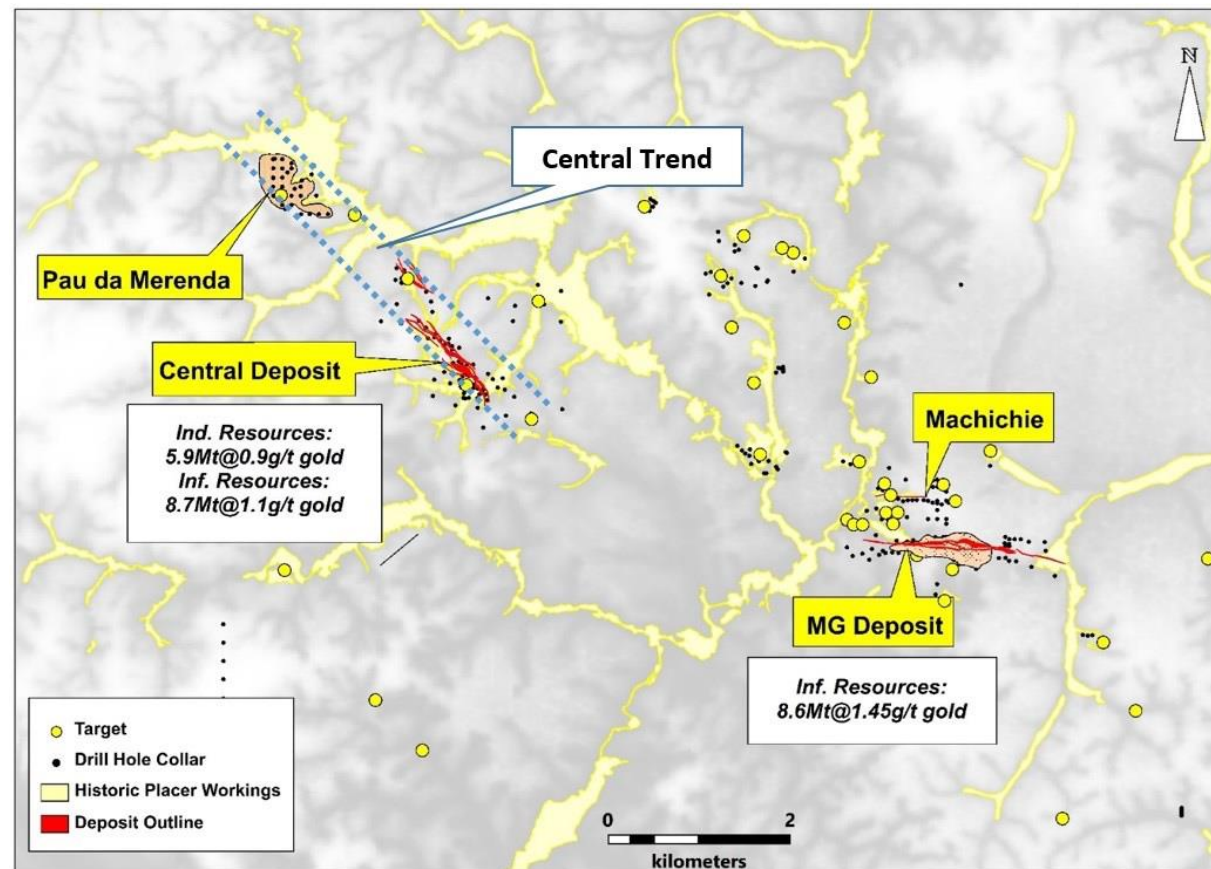 N
Central Trend
Pau da Merenda
Central Deposit
Ind. Resources:
5.9Mt@0.9g/t gold
Inf. Resources:
8.7Mt@1.1g/t gold
Machichie
MG Deposit
Inf. Resources:
8.6Mt@1.45g/t gold
Target
Drill Hole Collar
Historic Placer Workings
Deposit Outline
0 2
kilometers